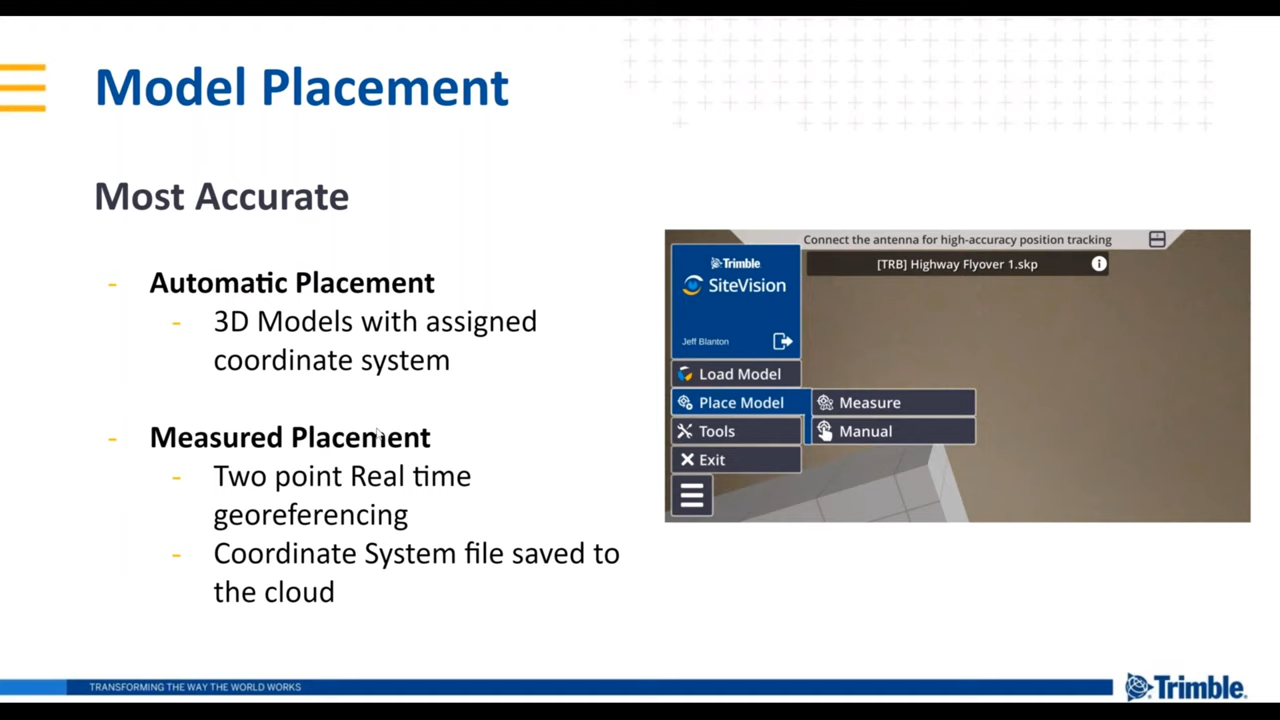 Model Placement
Most Accurate
- Automatic Placement
- 3D Models with assigned
coordinate system
- Measured Placement
- Two point Real time
georeferencing
- Coordinate System file saved to
the cloud
Connect the antenna for high-accuracy position tracking
[TRB] Highway Flyover 1.skp
Trimble
SiteVision
Jeff Blanton
Load Model
Place Model
Measure
Manual
Tools
Exit
TRANSFORMING THE WAY THE WORLD WORKS
Trimble